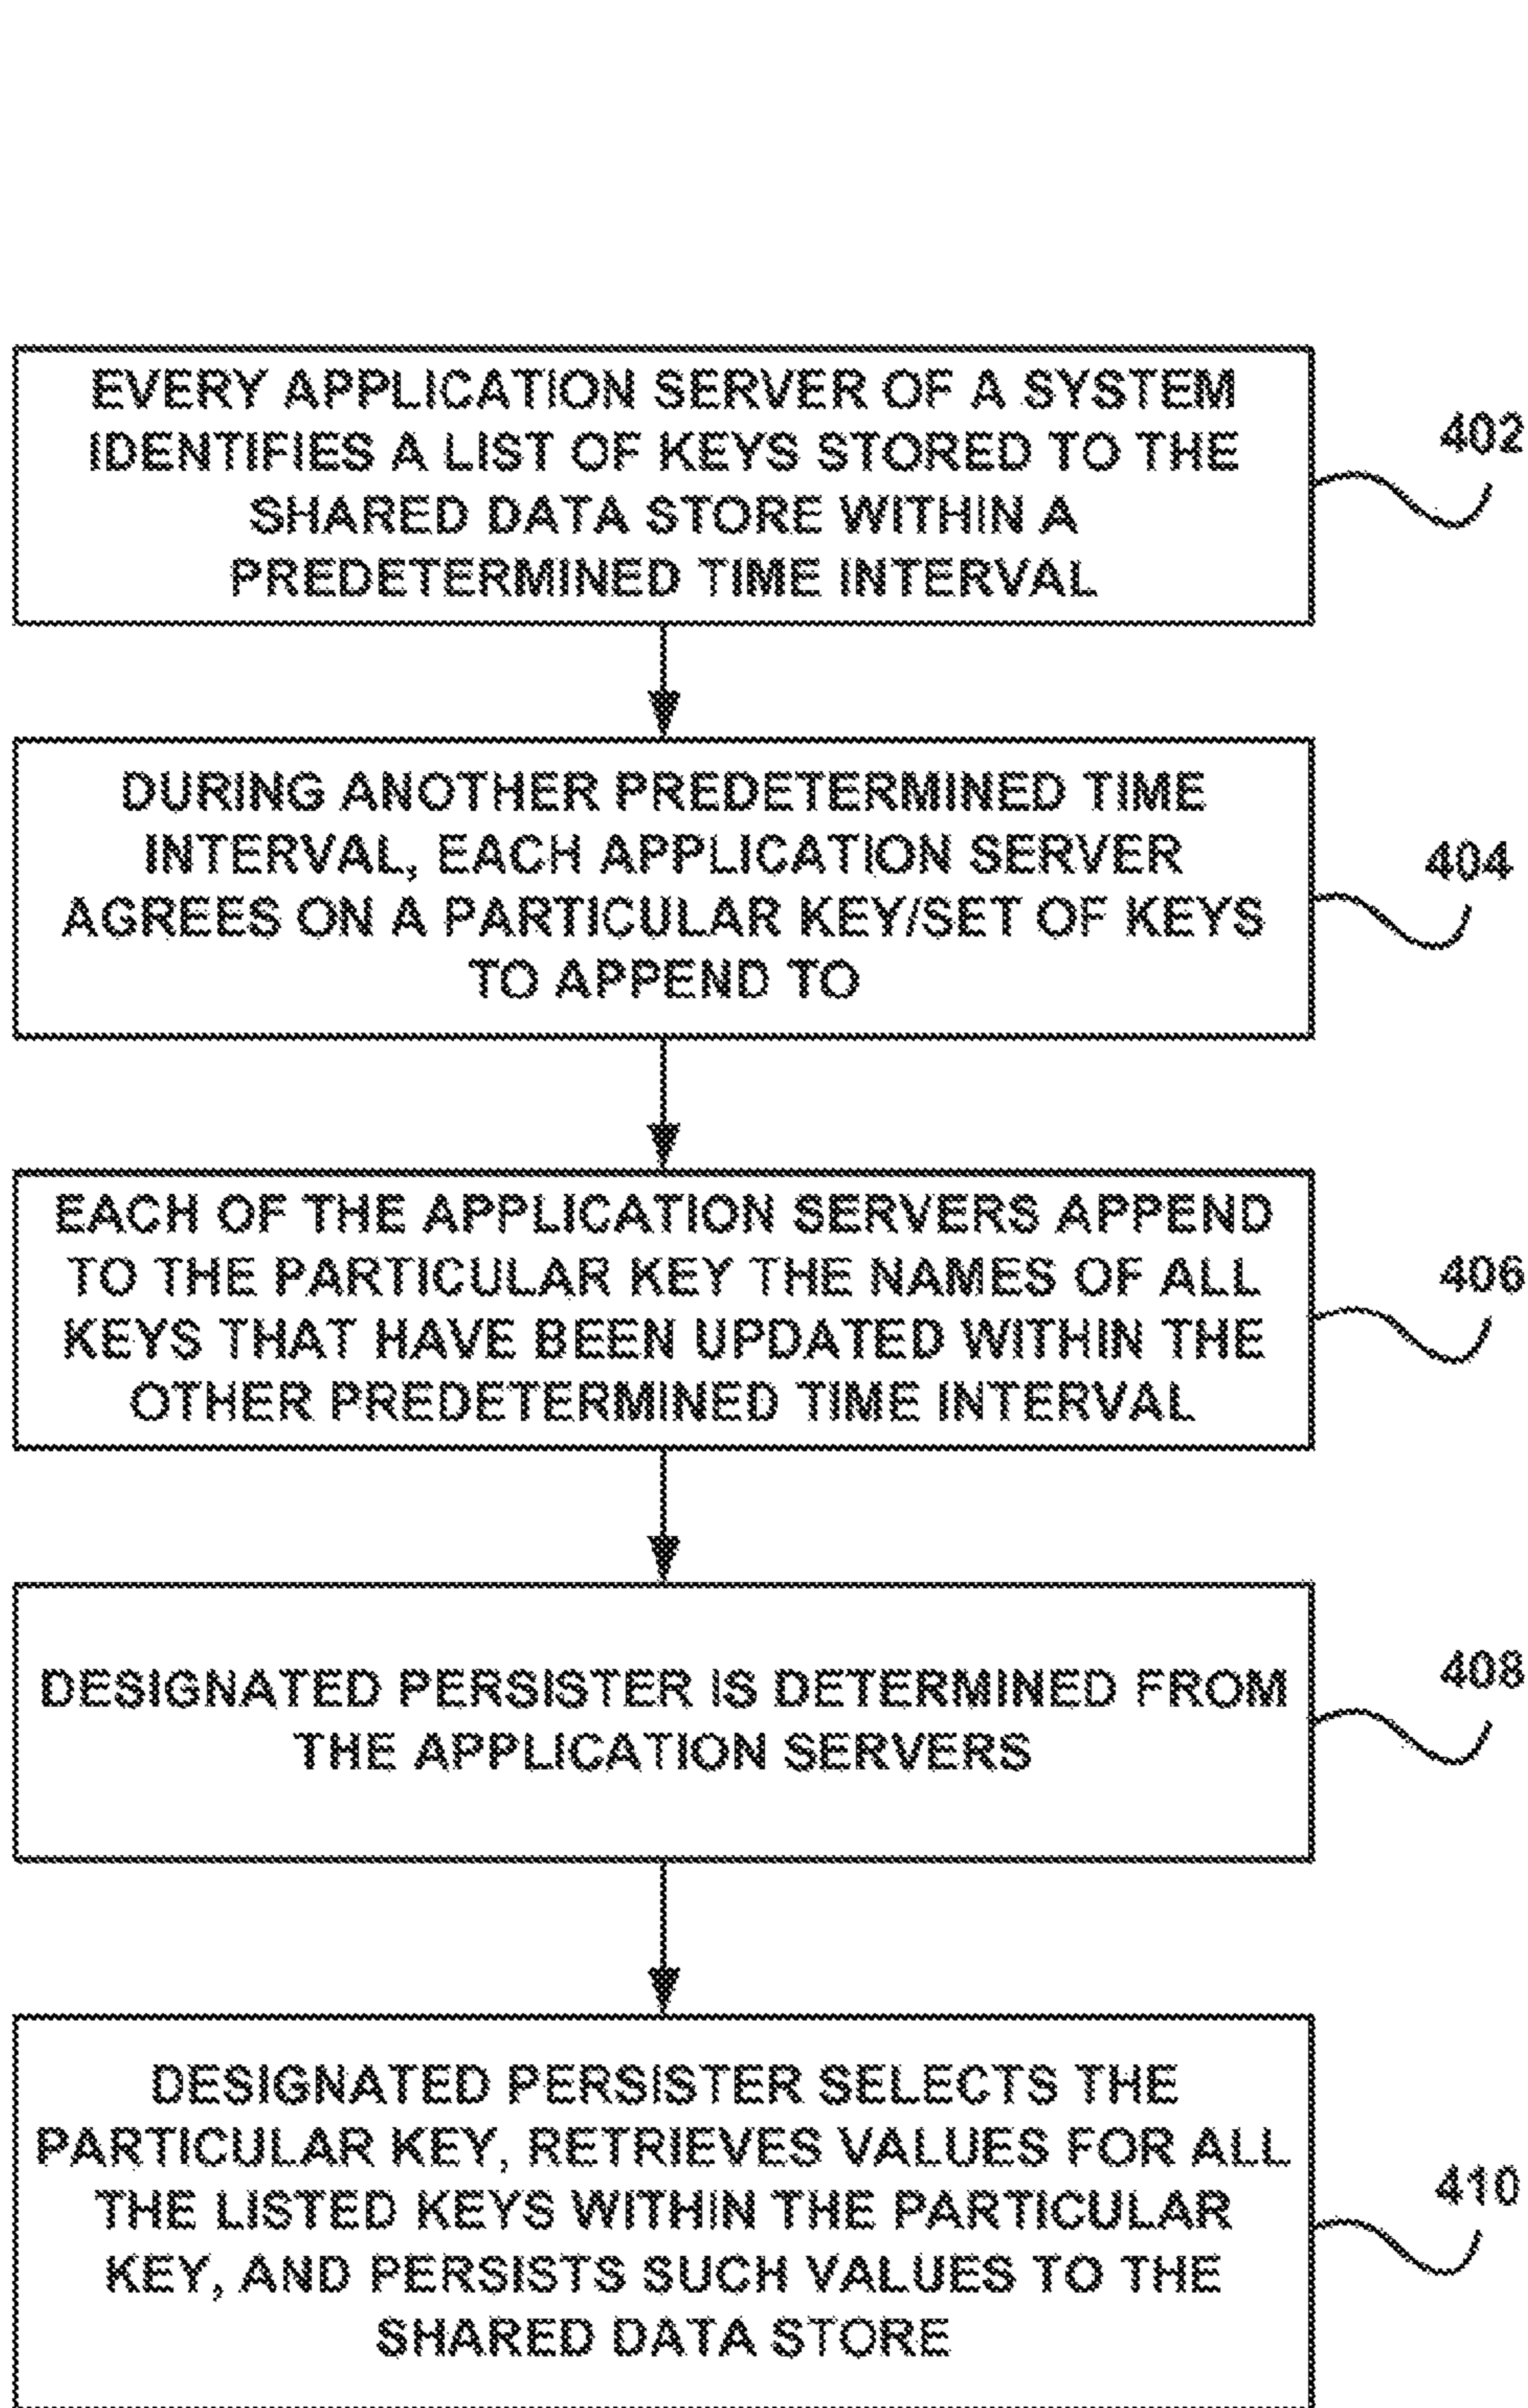 EVERY APPLICATION SERVER OF A SYSTEM
IDENTIFIES A LIST OF KEYS STORED TO THE
SHARED DATA STORE WITHIN A
PREDETERMINED TIME INTERVAL
402
DURING ANOTHER PREDETERMINED TIME
INTERVAL, EACH APPLICATION SERVER
AGREES ON A PARTICULAR KEY/SET OF KEYS
TO APPEND TO
404
EACH OF THE APPLICATION SERVERS APPEND
TO THE PARTICULAR KEY THE NAMES OF ALL
KEYS THAT HAVE BEEN UPDATED WITHIN THE
OTHER PREDETERMINED TIME INTERVAL
406
DESIGNATED PERSISTER IS DETERMINED FROM
THE APPLICATION SERVERS
408
DESIGNATED PERSISTER SELECTS THE
PARTICULAR KEY, RETRIEVES VALUES FOR ALL
THE LISTED KEYS WITHIN THE PARTICULAR
KEY, AND PERSISTS SUCH VALUES TO THE
SHARED DATA STORE
410